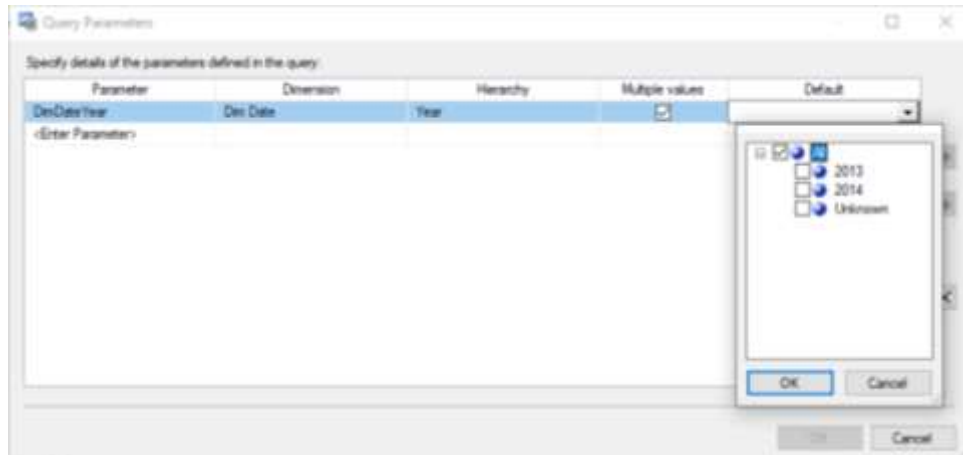 Query Parameters
Specify details of the parameters defined in the query:
Parameter Dimension Hierarchy Multiple values Default
DimDateYear Dim Date Year
<Enter Parameter>
All
2013
2014
Unknown
OK Cancel
OK Cancel